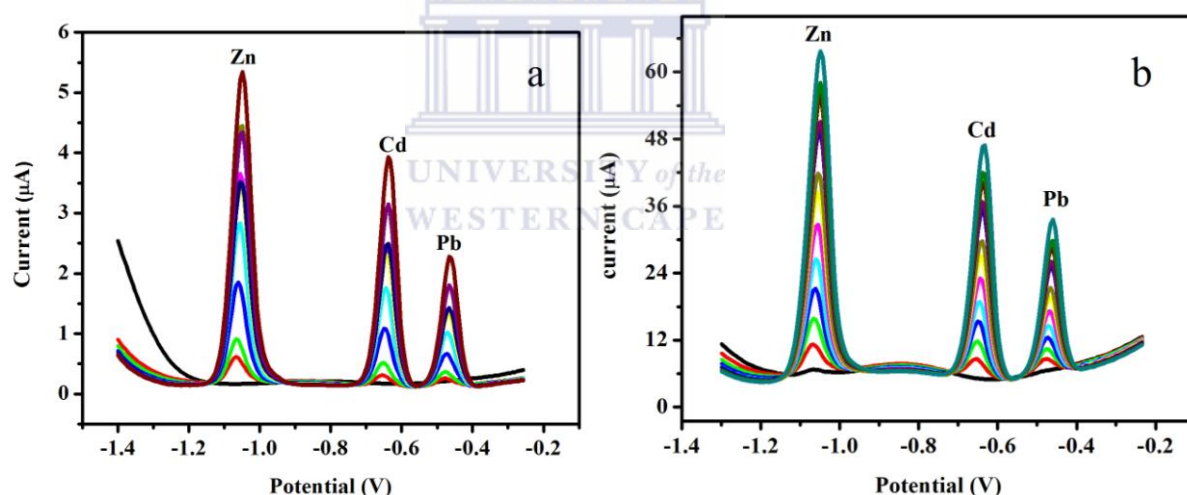 a
Zn
Cd
Pb
6
5
4
3
2
1
0
Current (μA)
-1.4
-1.2
-1.0
-0.8
-0.6
-0.4
-0.2
Potential (V)
UNIVERSITY of the
WESTERN CAPE
b
Zn
Cd
Pb
60
48
36
24
12
0
current (μA)
-1.4
-1.2
-1.0
-0.8
-0.6
-0.4
-0.2
Potential (V)